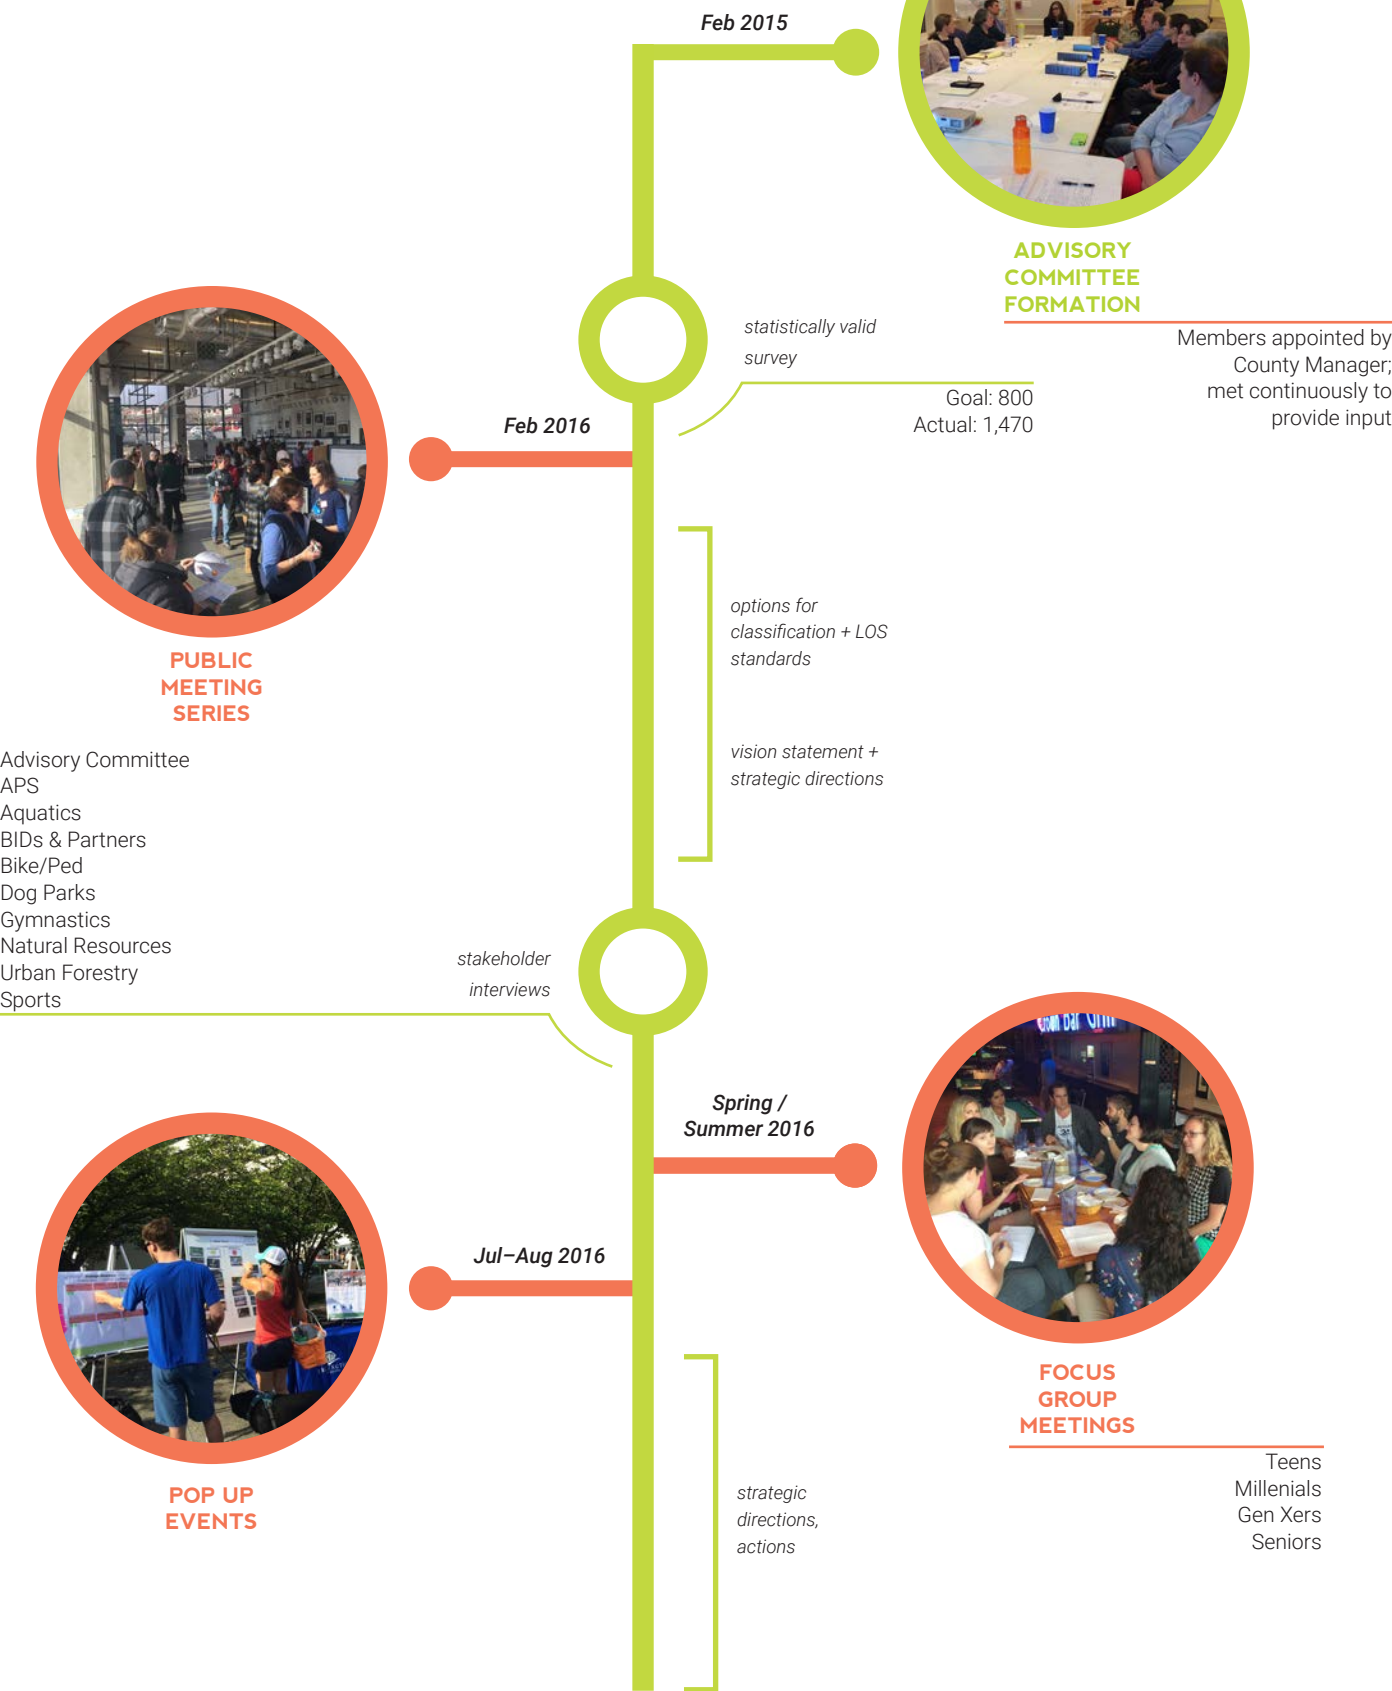 Feb 2015
ADVISORY
COMMITTEE
FORMATION
Members appointed by
County Manager;
met continuously to
provide input
statistically valid
survey
Goal: 800
Actual: 1,470
Feb 2016
PUBLIC
MEETING
SERIES
options for
classification + LOS
standards
vision statement +
strategic directions
Advisory Committee
APS
Aquatics
BIDs & Partners
Bike/Ped
Dog Parks
Gymnastics
Natural Resources
Urban Forestry
Sports
stakeholder
interviews
Spring /
Summer 2016
Bar Grill
FOCUS
GROUP
MEETINGS
Teens
Millenials
Gen Xers
Seniors
Jul–Aug 2016
POP UP
EVENTS
strategic
directions,
actions